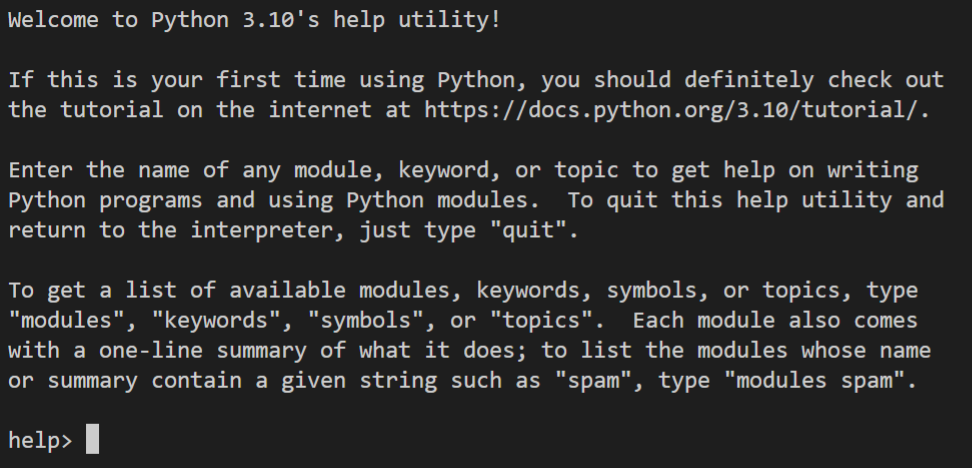 Welcome to Python 3.10's help utility!
If this is your first time using Python, you should definitely check out
the tutorial on the internet at https://docs.python.org/3.10/tutorial/.
Enter the name of any module, keyword, or topic to get help on writing
Python programs and using Python modules.  To quit this help utility and
return to the interpreter, just type "quit".
To get a list of available modules, keywords, symbols, or topics, type
"modules", "keywords", "symbols", or "topics".  Each module also comes
with a one-line summary of what it does; to list the modules whose name
or summary contain a given string such as "spam", type "modules spam".
help>